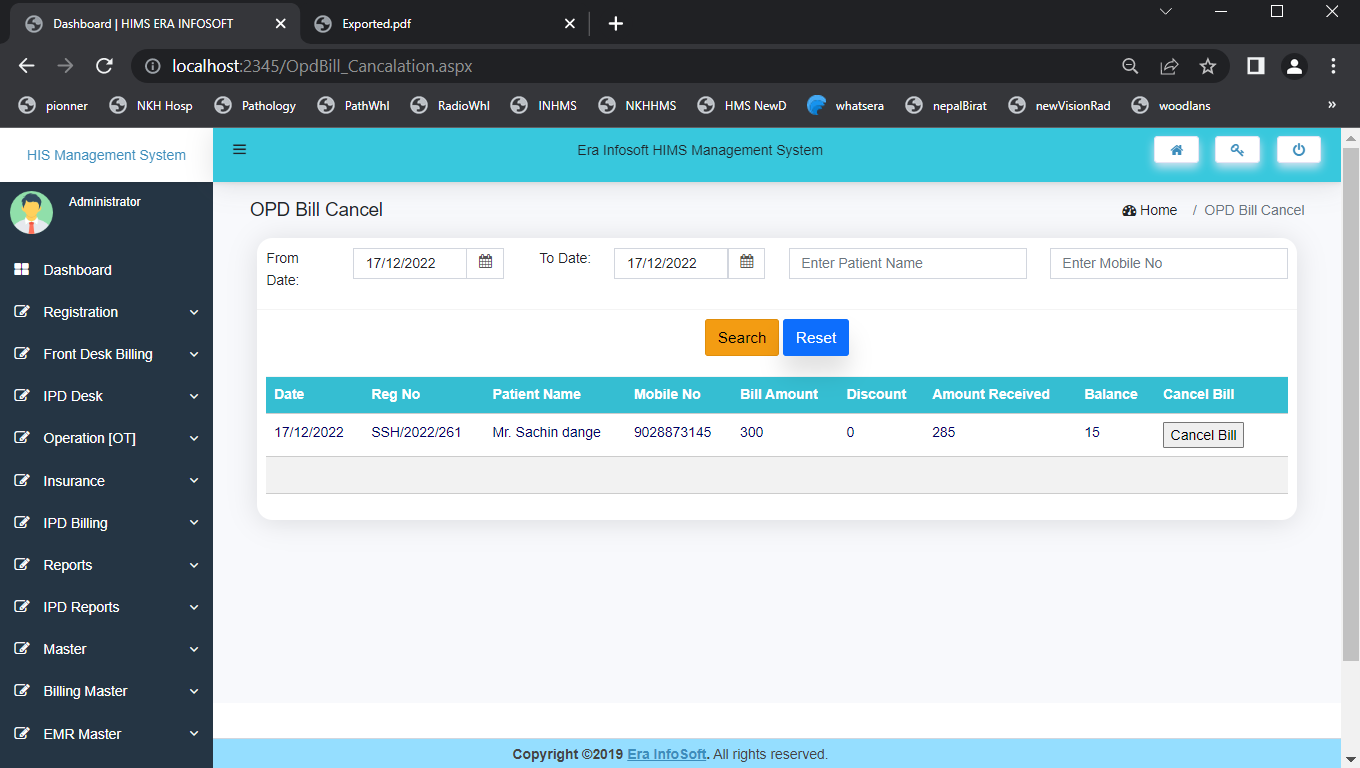 Dashboard | HIMS ERA INFOSOFT
Exported.pdf
localhost:2345/OpdBill_Cancalation.aspx
pionner NKH Hosp Pathology PathWhl RadioWhl INHMS NKHHMS HMS NewD whatsera nepalBirat newVisionRad woodlans »
HIS Management System
Era Infosoft HIMS Management System
Administrator
Dashboard
Registration
Front Desk Billing
IPD Desk
Operation [OT]
Insurance
IPD Billing
Reports
IPD Reports
Master
Billing Master
EMR Master
OPD Bill Cancel
Home / OPD Bill Cancel
From Date: 17/12/2022 To Date: 17/12/2022 Enter Patient Name Enter Mobile No
Search Reset
Date Reg No Patient Name Mobile No Bill Amount Discount Amount Received Balance Cancel Bill
17/12/2022 SSH/2022/261 Mr. Sachin dange 9028873145 300 0 285 15 Cancel Bill
Copyright ©2019 Era InfoSoft. All rights reserved.